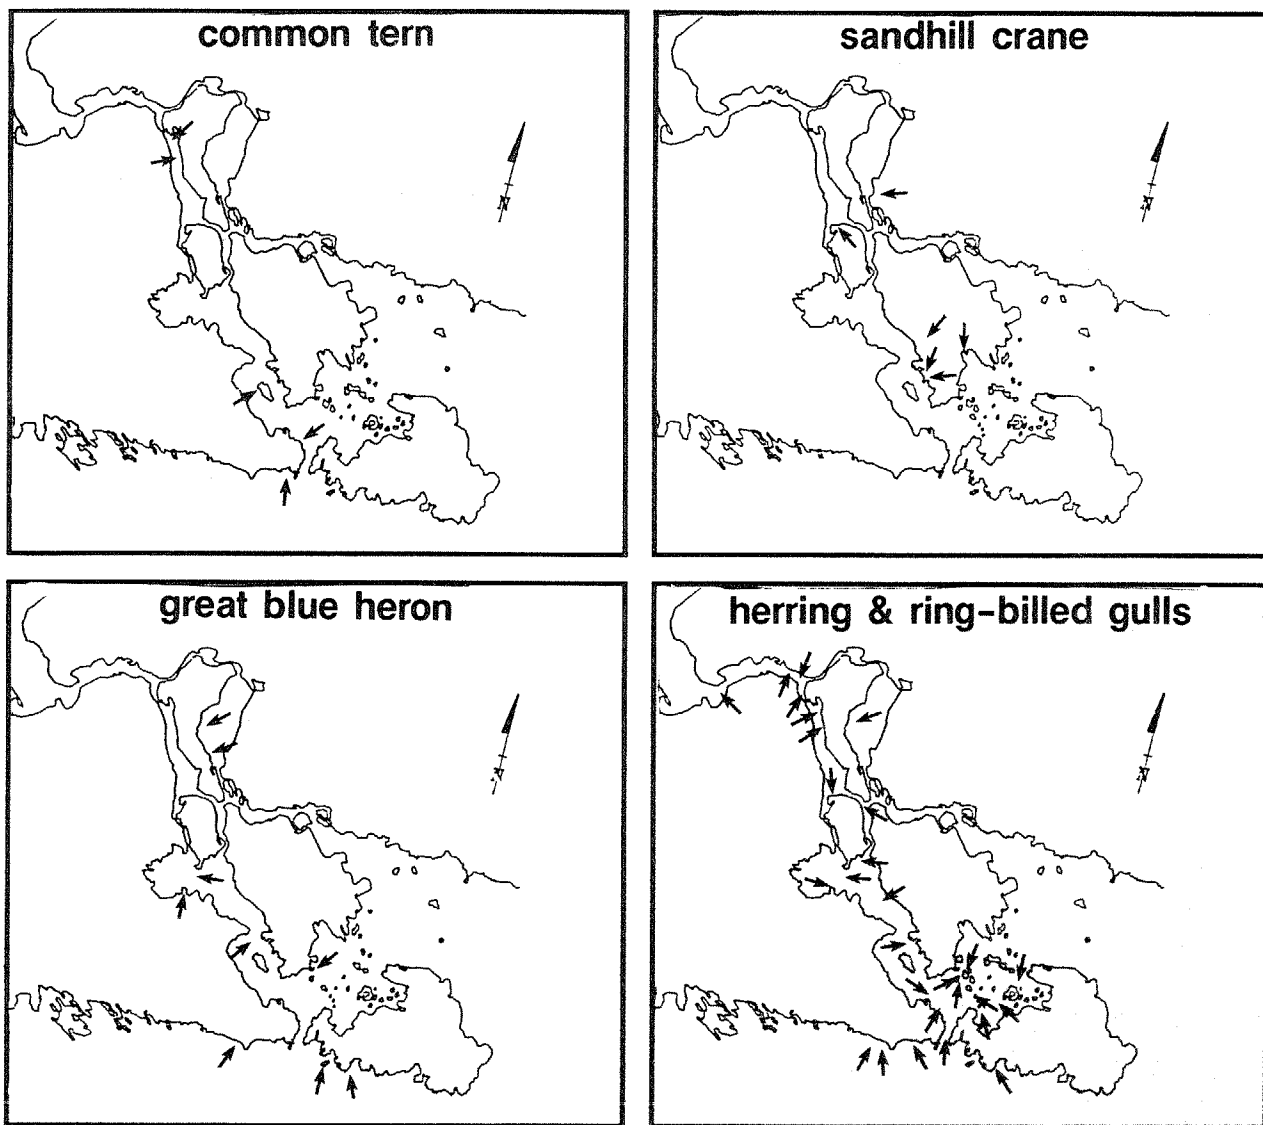 common tern
sandhill crane
N
N
great blue heron
herring & ring-billed gulls
N
N